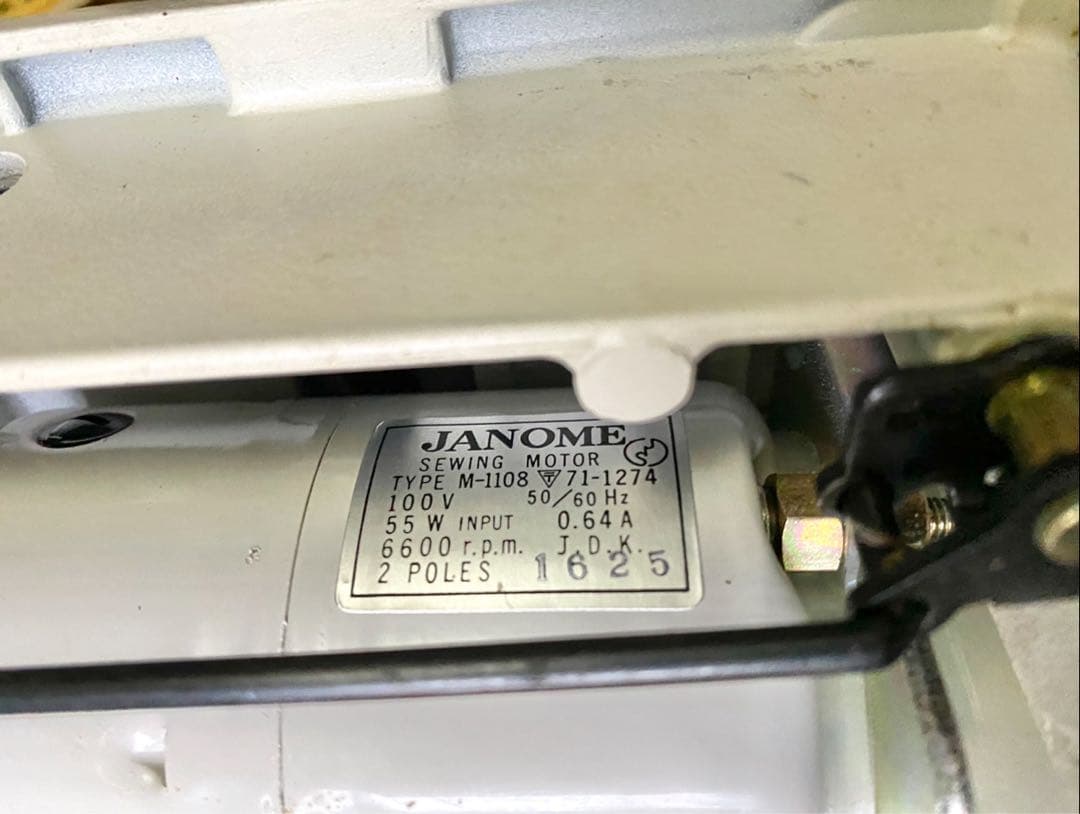 JANOME
SEWING MOTOR
TYPE M-1108 〒 71-1274
100V 50/60 Hz
55 W INPUT 0.64 A
6600 r.p.m. J.D.K.
2 POLES 1625